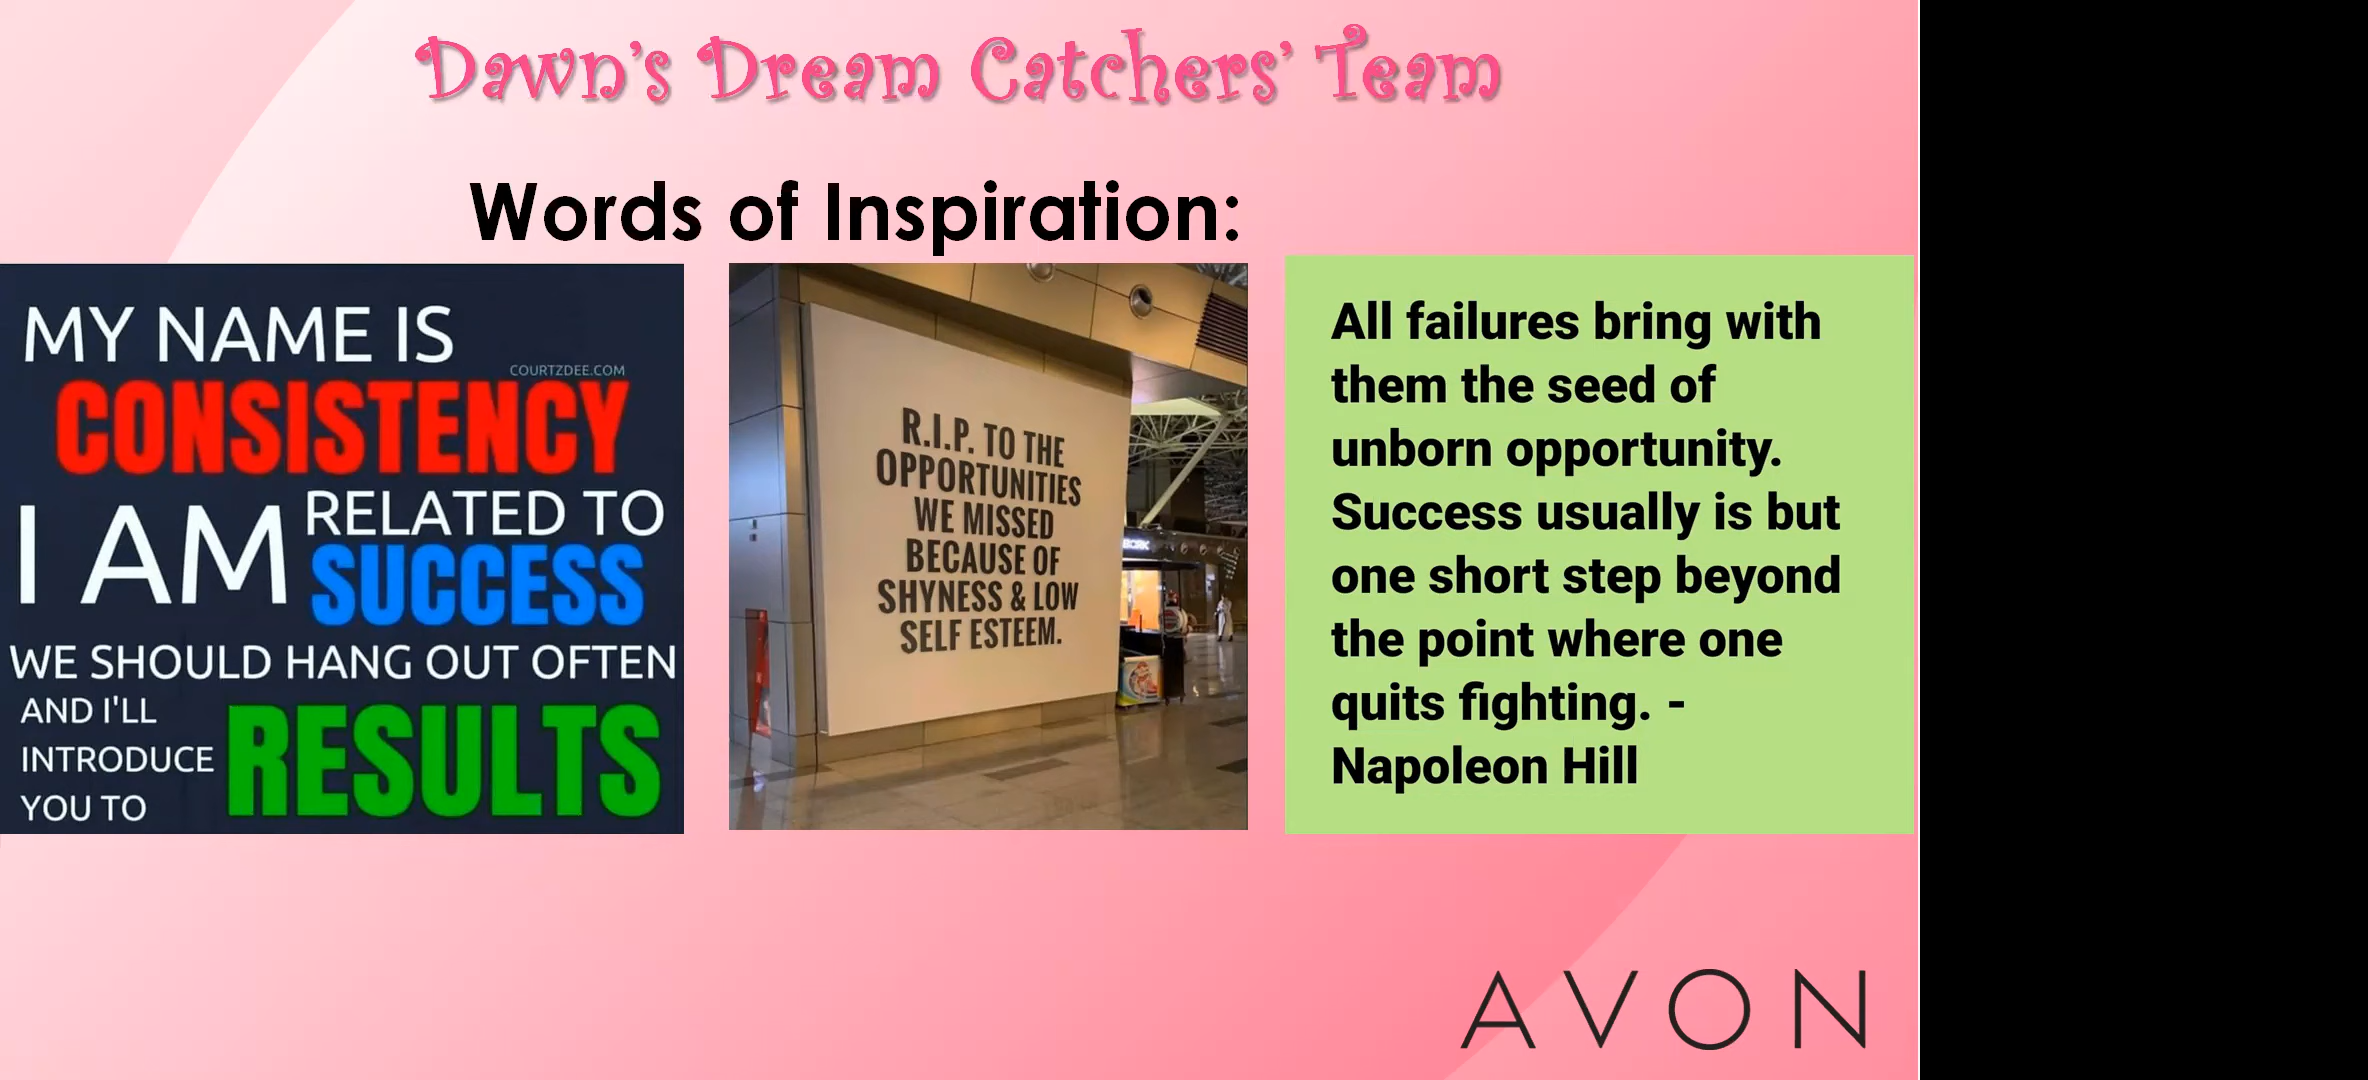 Dawn's Dream Catchers' Team
Words of Inspiration:
MY NAME IS
COURTZDEE.COM
CONSISTENCY
I AM RELATED TO
SUCCESS
WE SHOULD HANG OUT OFTEN
AND I'LL
INTRODUCE
YOU TO
RESULTS
R.I.P. TO THE
OPPORTUNITIES
WE MISSED
BECAUSE OF
SHYNESS & LOW
SELF ESTEEM.
All failures bring with
them the seed of
unborn opportunity.
Success usually is but
one short step beyond
the point where one
quits fighting. -
Napoleon Hill
AVON